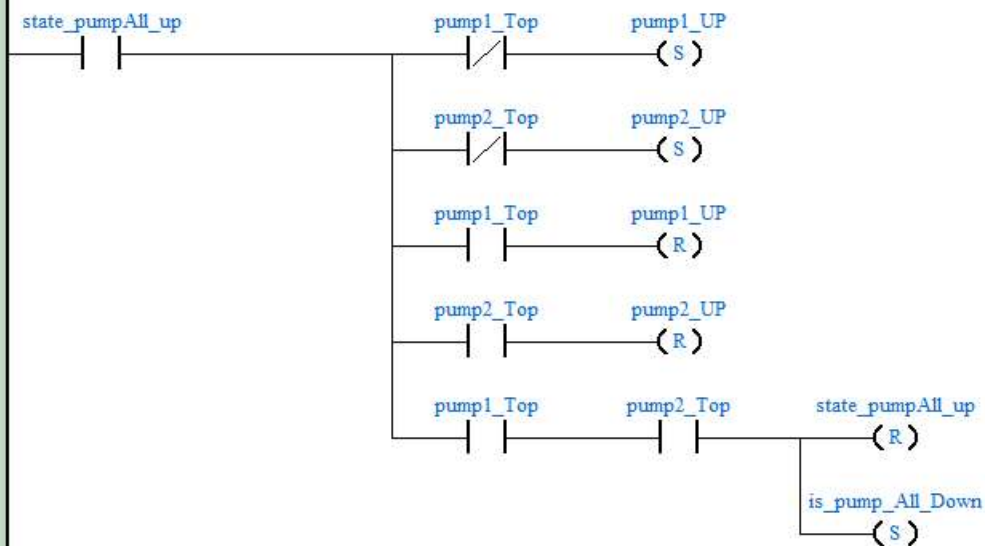 state_pumpAll_up pump1_Top pump1_UP
S
pump2_Top pump2_UP
S
pump1_Top pump1_UP
R
pump2_Top pump2_UP
R
pump1_Top pump2_Top state_pumpAll_up
R
is_pump_All_Down
S